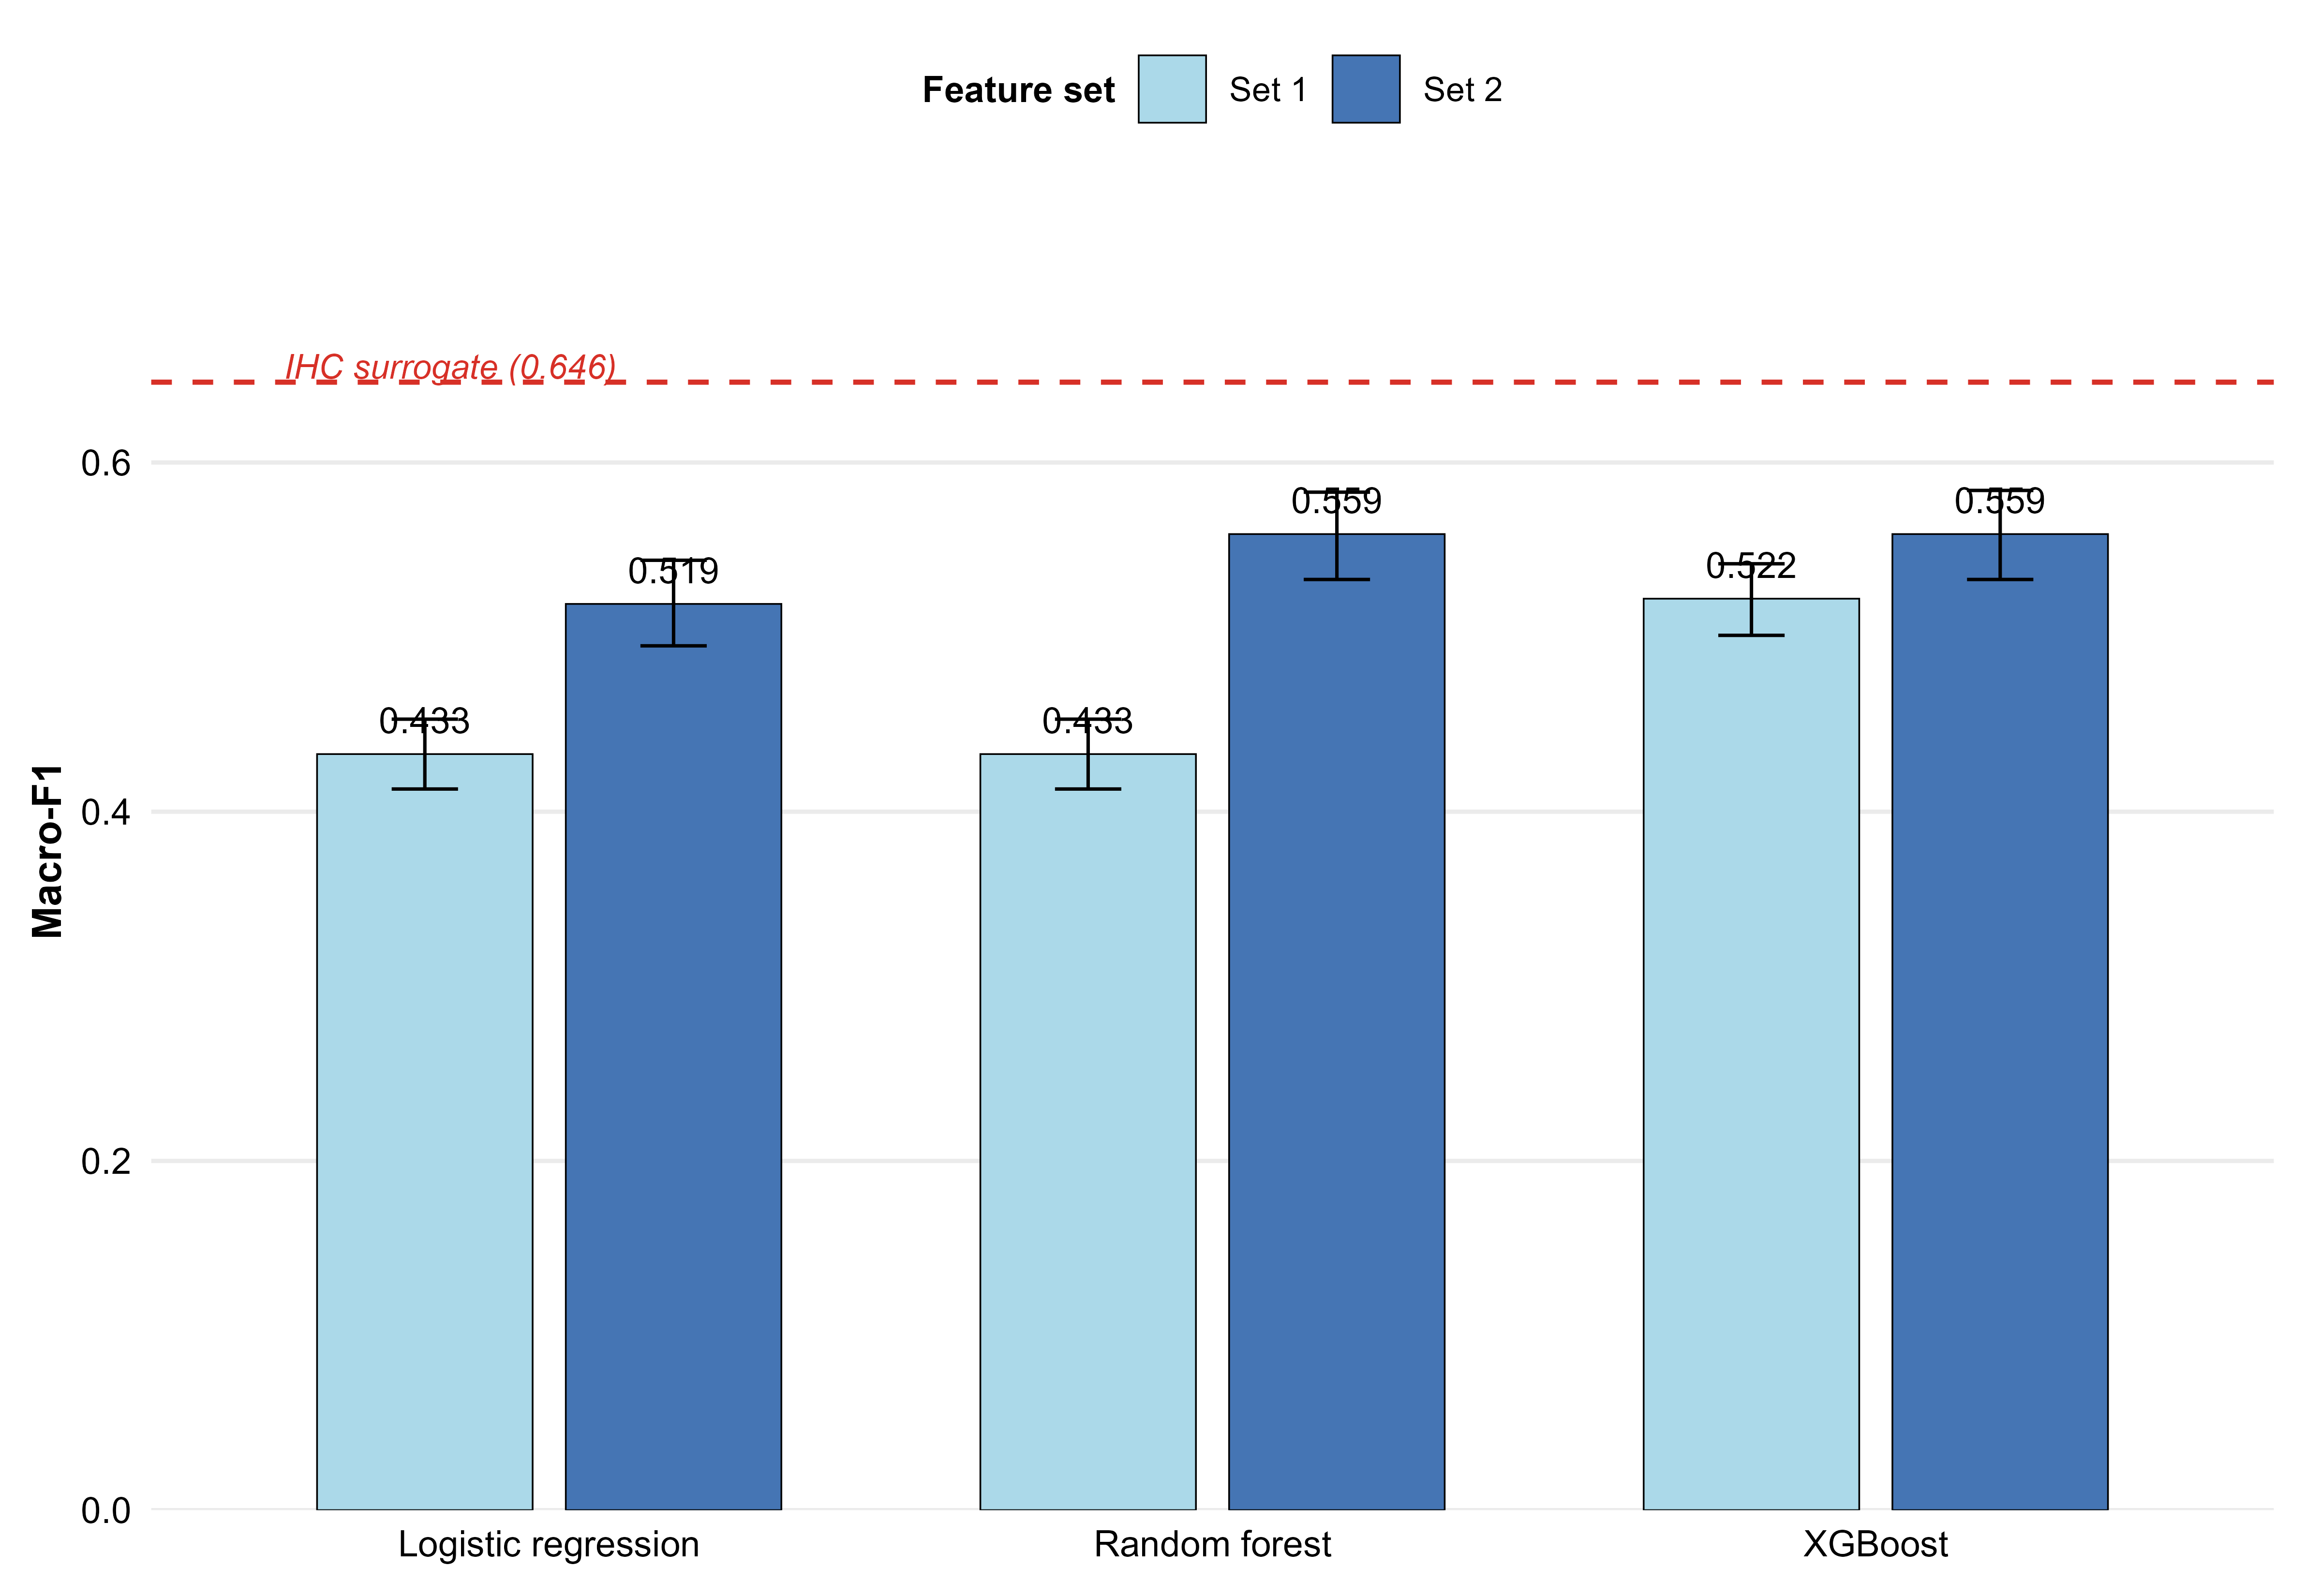 Feature set Set 1 Set 2
IHC surrogate (0.646)
0.6
0.559 0.559
0.519 0.522
0.433 0.433
0.4
Macro-F1
0.2
0.0
Logistic regression Random forest XGBoost